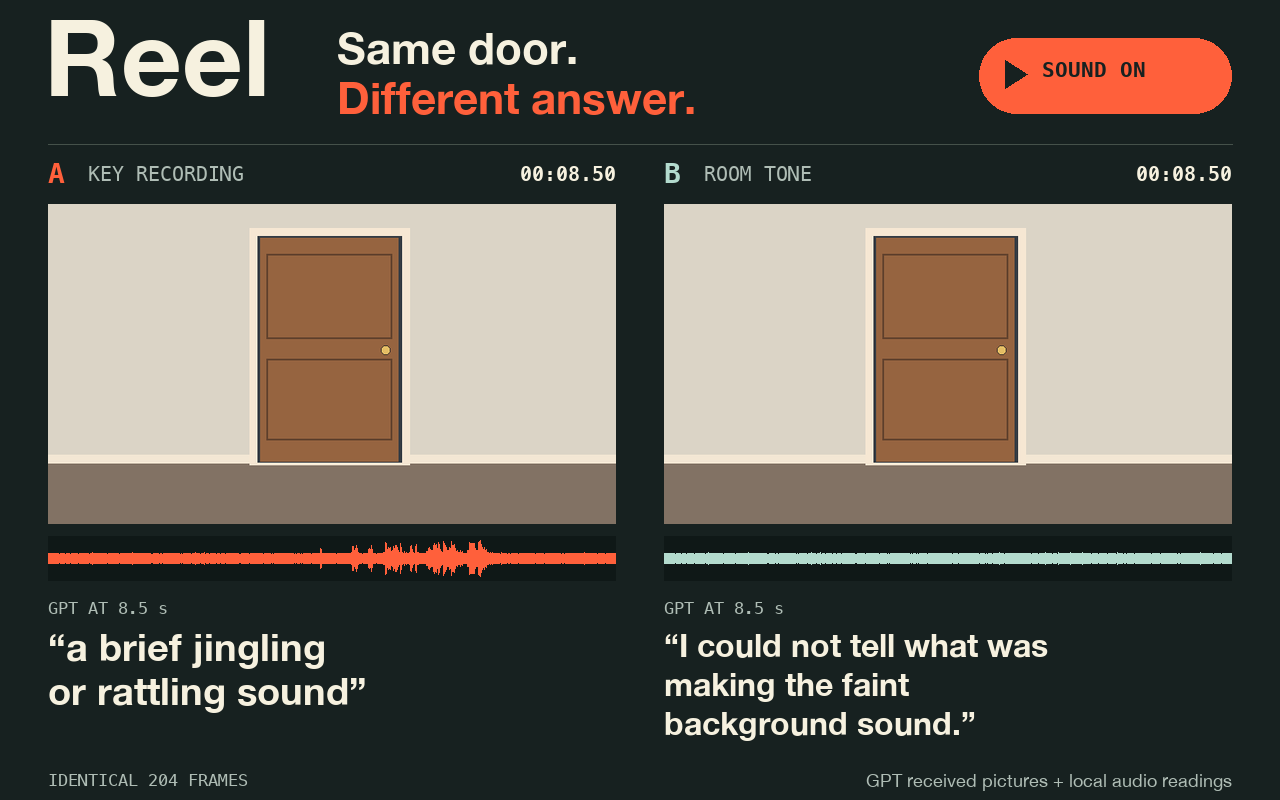 Reel
Same door.
Different answer.
SOUND ON
A KEY RECORDING 00:08.50
B ROOM TONE 00:08.50
GPT AT 8.5 s
“a brief jingling
or rattling sound”
GPT AT 8.5 s
“I could not tell what was
making the faint
background sound.”
IDENTICAL 204 FRAMES
GPT received pictures + local audio readings